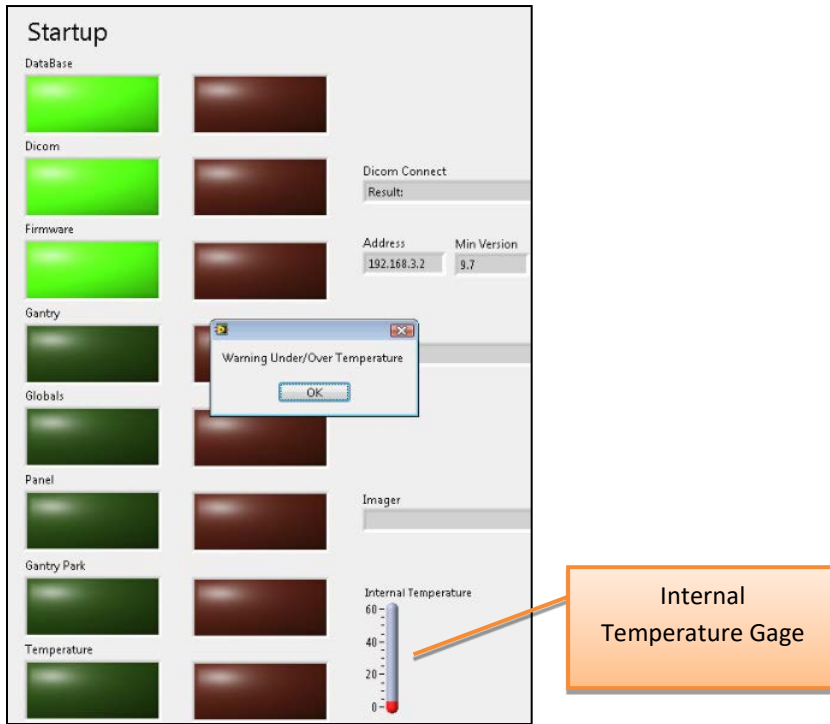 Startup
DataBase
Dicom
Dicom Connect
Result:
Firmware
Address Min Version
192.168.3.2 9.7
Gantry
Warning Under/Over Temperature
OK
Globals
Panel
Imager
Gantry Park
Internal Temperature
60
40
20
0
Temperature
Internal
Temperature Gage